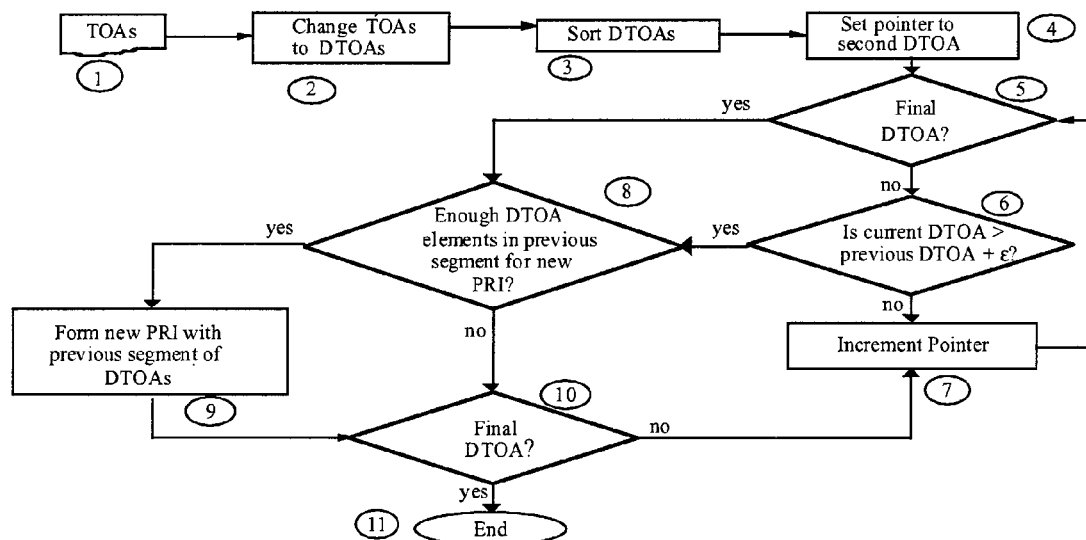 TOAs
1
Change TOAs
to DTOAs
2
Sort DTOAs
3
Set pointer to
second DTOA
4
5
Final
DTOA?
yes
no
6
Is current DTOA >
previous DTOA + ε?
yes
no
Increment Pointer
7
8
Enough DTOA
elements in previous
segment for new
PRI?
yes
no
Form new PRI with
previous segment of
DTOAs
9
10
Final
DTOA?
no
yes
11
End